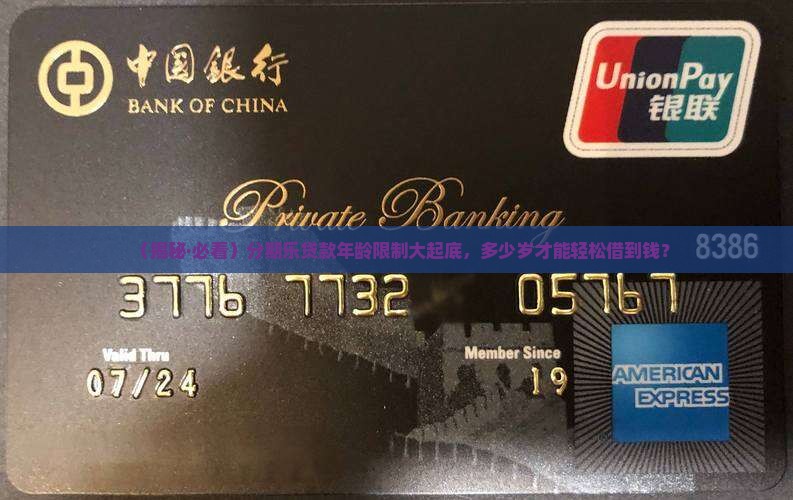 中国银行
BANK OF CHINA
UnionPay
银联
Private Banking
（揭秘·必看）分期乐贷款年龄限制大起底，多少岁才能轻松借到钱？
8386
3776 7732 05767
Valid Thru
Member Since
07/24
19
AMERICAN
EXPRESS